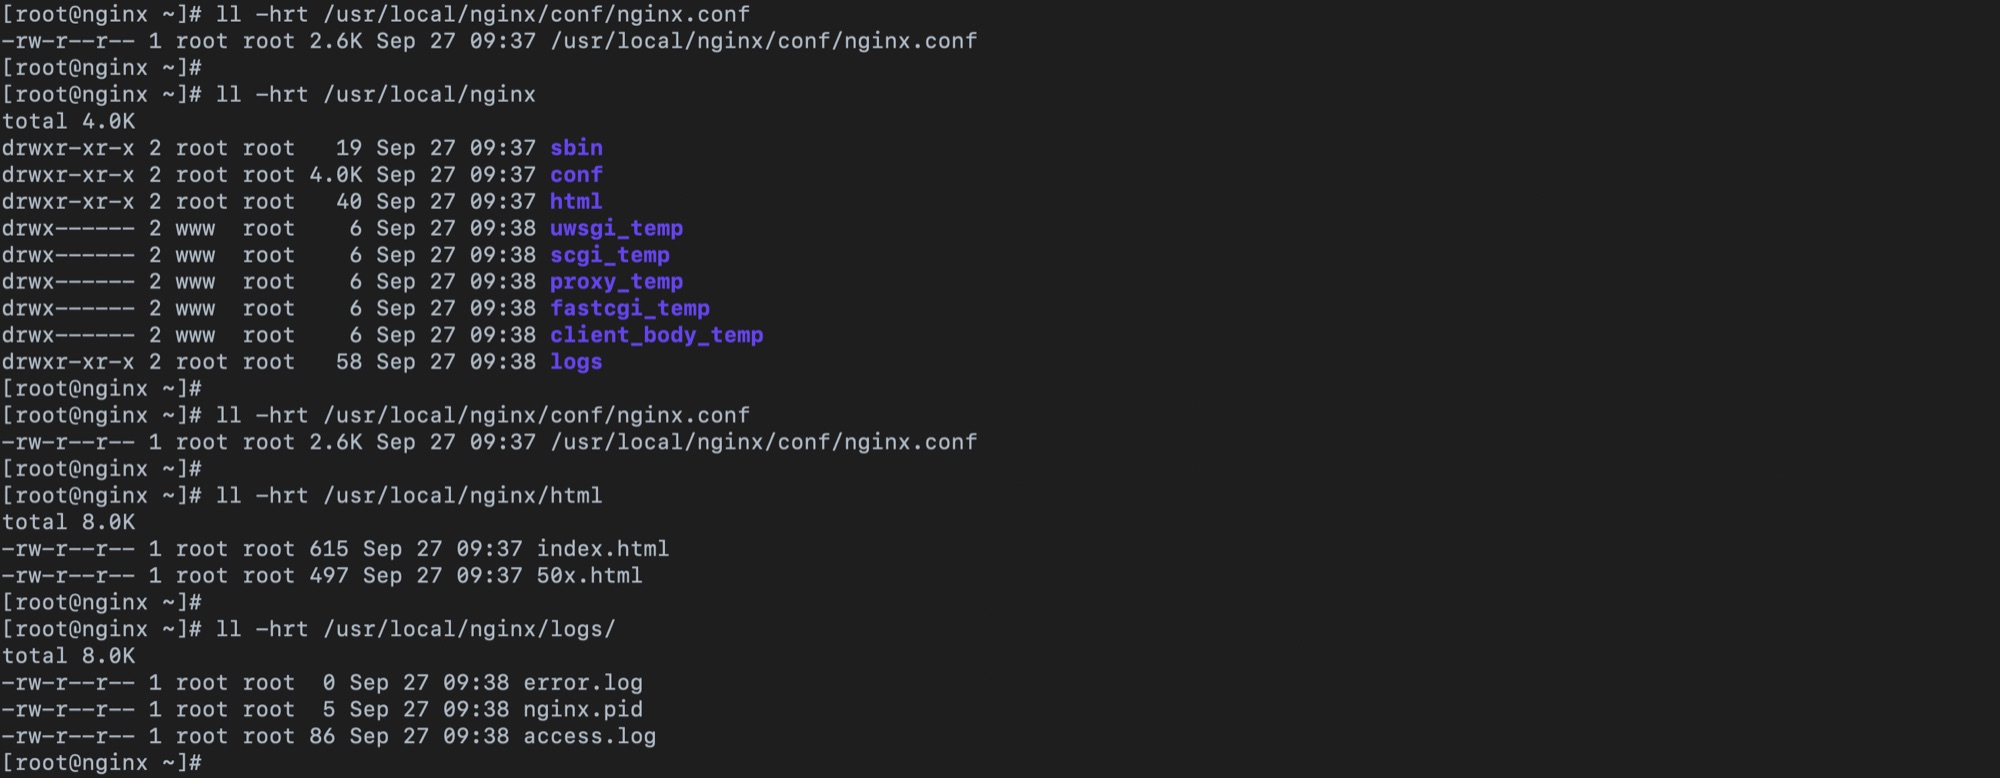 [root@nginx ~]# ll -hrt /usr/local/nginx/conf/nginx.conf
-rw-r--r-- 1 root root 2.6K Sep 27 09:37 /usr/local/nginx/conf/nginx.conf
[root@nginx ~]#
[root@nginx ~]# ll -hrt /usr/local/nginx
total 4.0K
drwxr-xr-x 2 root root   19 Sep 27 09:37 sbin
drwxr-xr-x 2 root root 4.0K Sep 27 09:37 conf
drwxr-xr-x 2 root root   40 Sep 27 09:37 html
drwx------ 2 www  root    6 Sep 27 09:38 uwsgi_temp
drwx------ 2 www  root    6 Sep 27 09:38 scgi_temp
drwx------ 2 www  root    6 Sep 27 09:38 proxy_temp
drwx------ 2 www  root    6 Sep 27 09:38 fastcgi_temp
drwx------ 2 www  root    6 Sep 27 09:38 client_body_temp
drwxr-xr-x 2 root root   58 Sep 27 09:38 logs
[root@nginx ~]#
[root@nginx ~]# ll -hrt /usr/local/nginx/conf/nginx.conf
-rw-r--r-- 1 root root 2.6K Sep 27 09:37 /usr/local/nginx/conf/nginx.conf
[root@nginx ~]#
[root@nginx ~]# ll -hrt /usr/local/nginx/html
total 8.0K
-rw-r--r-- 1 root root 615 Sep 27 09:37 index.html
-rw-r--r-- 1 root root 497 Sep 27 09:37 50x.html
[root@nginx ~]#
[root@nginx ~]# ll -hrt /usr/local/nginx/logs/
total 8.0K
-rw-r--r-- 1 root root  0 Sep 27 09:38 error.log
-rw-r--r-- 1 root root  5 Sep 27 09:38 nginx.pid
-rw-r--r-- 1 root root 86 Sep 27 09:38 access.log
[root@nginx ~]#